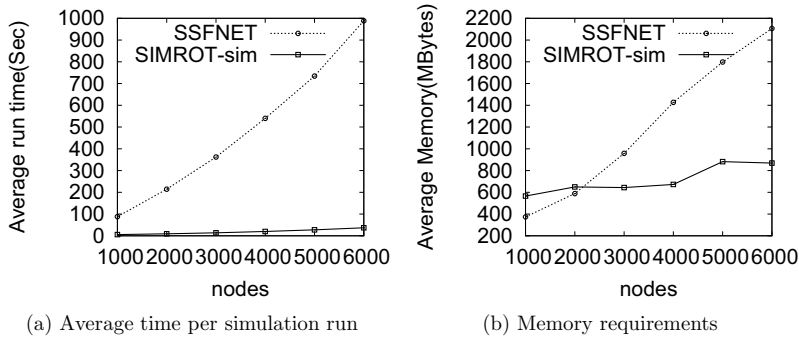 Average run time(Sec)
1000
900
800
700
600
500
400
300
200
100
0
SSFNET
SIMROT-sim
1000 2000 3000 4000 5000 6000
nodes
(a) Average time per simulation run
Average Memory(MBytes)
2200
2000
1800
1600
1400
1200
1000
800
600
400
200
SSFNET
SIMROT-sim
1000 2000 3000 4000 5000 6000
nodes
(b) Memory requirements